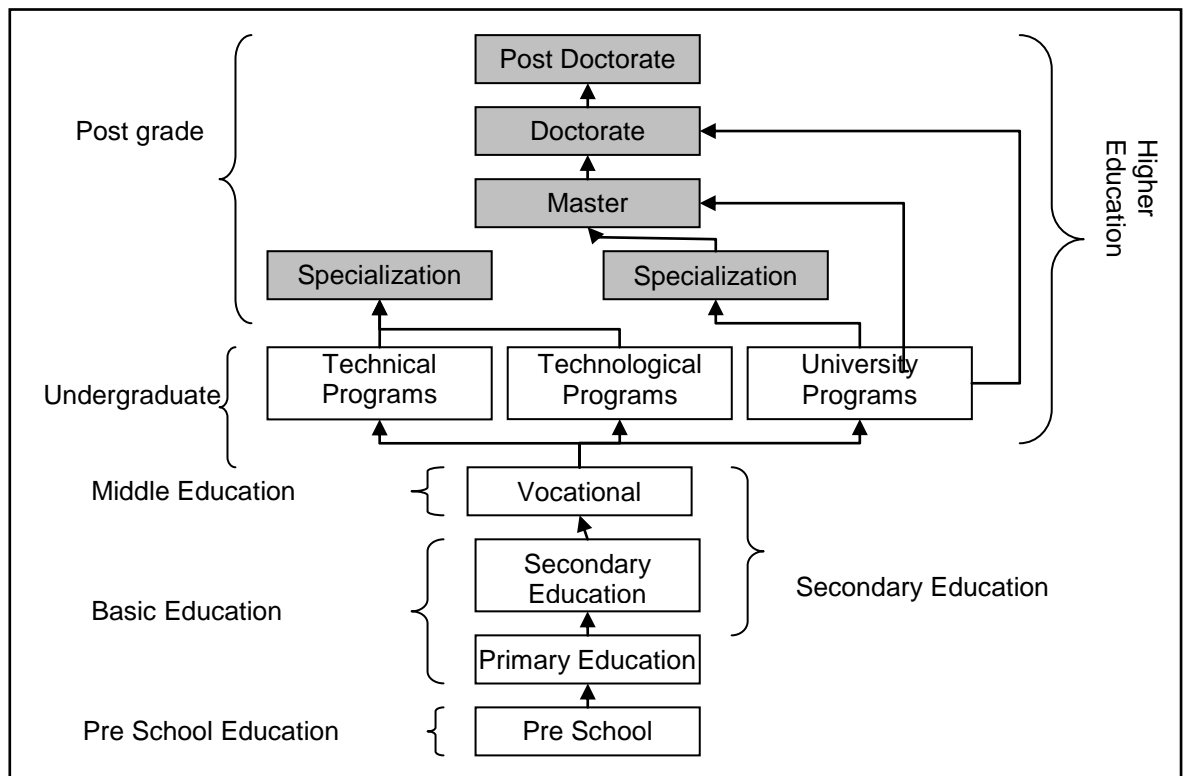 Post Doctorate
Post grade
Doctorate
Higher
Education
Master
Specialization
Specialization
Undergraduate
Technical
Programs
Technological
Programs
University
Programs
Middle Education
Vocational
Secondary
Education
Secondary Education
Basic Education
Primary Education
Pre School Education
Pre School